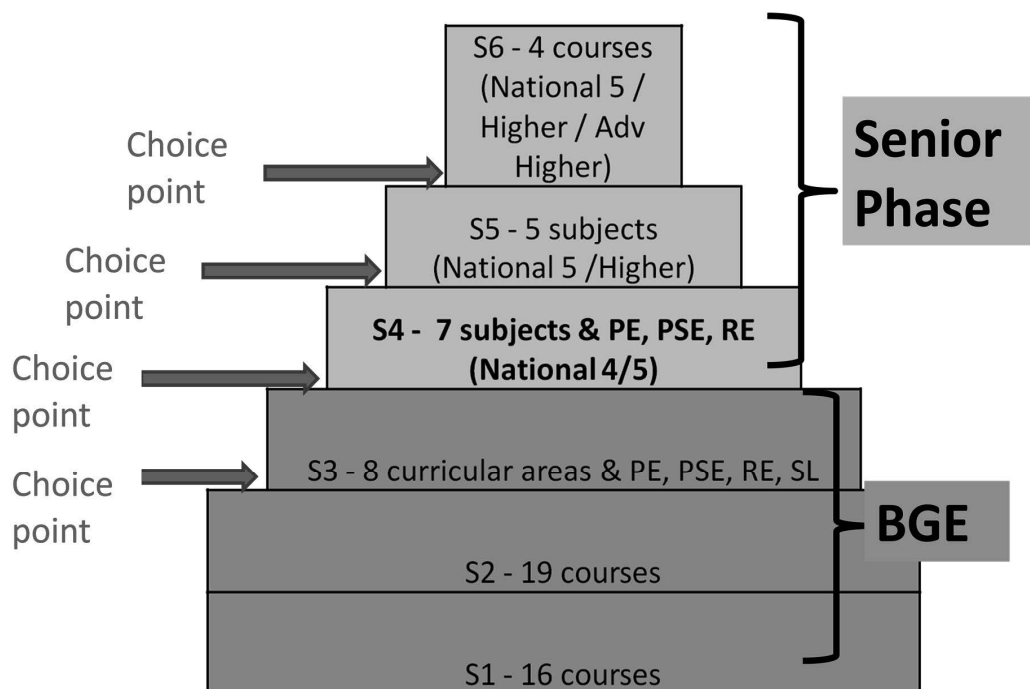 S6 - 4 courses
(National 5 /
Higher / Adv
Higher)
Senior
Phase
Choice
point
S5 - 5 subjects
(National 5 /Higher)
Choice
point
S4 - 7 subjects & PE, PSE, RE
(National 4/5)
Choice
point
S3 - 8 curricular areas & PE, PSE, RE, SL
Choice
point
BGE
S2 - 19 courses
S1 - 16 courses